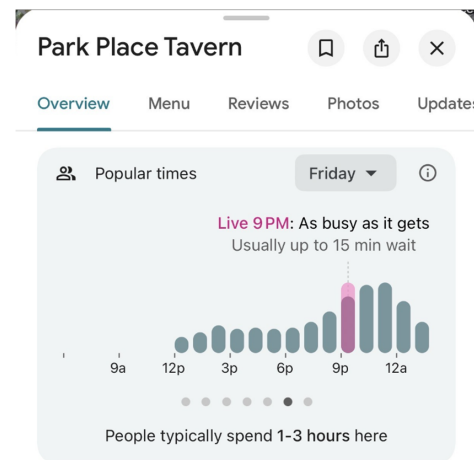 Park Place Tavern
Overview Menu Reviews Photos Updates
Popular times Friday
Live 9 PM: As busy as it gets
Usually up to 15 min wait
9a 12p 3p 6p 9p 12a
People typically spend 1-3 hours here